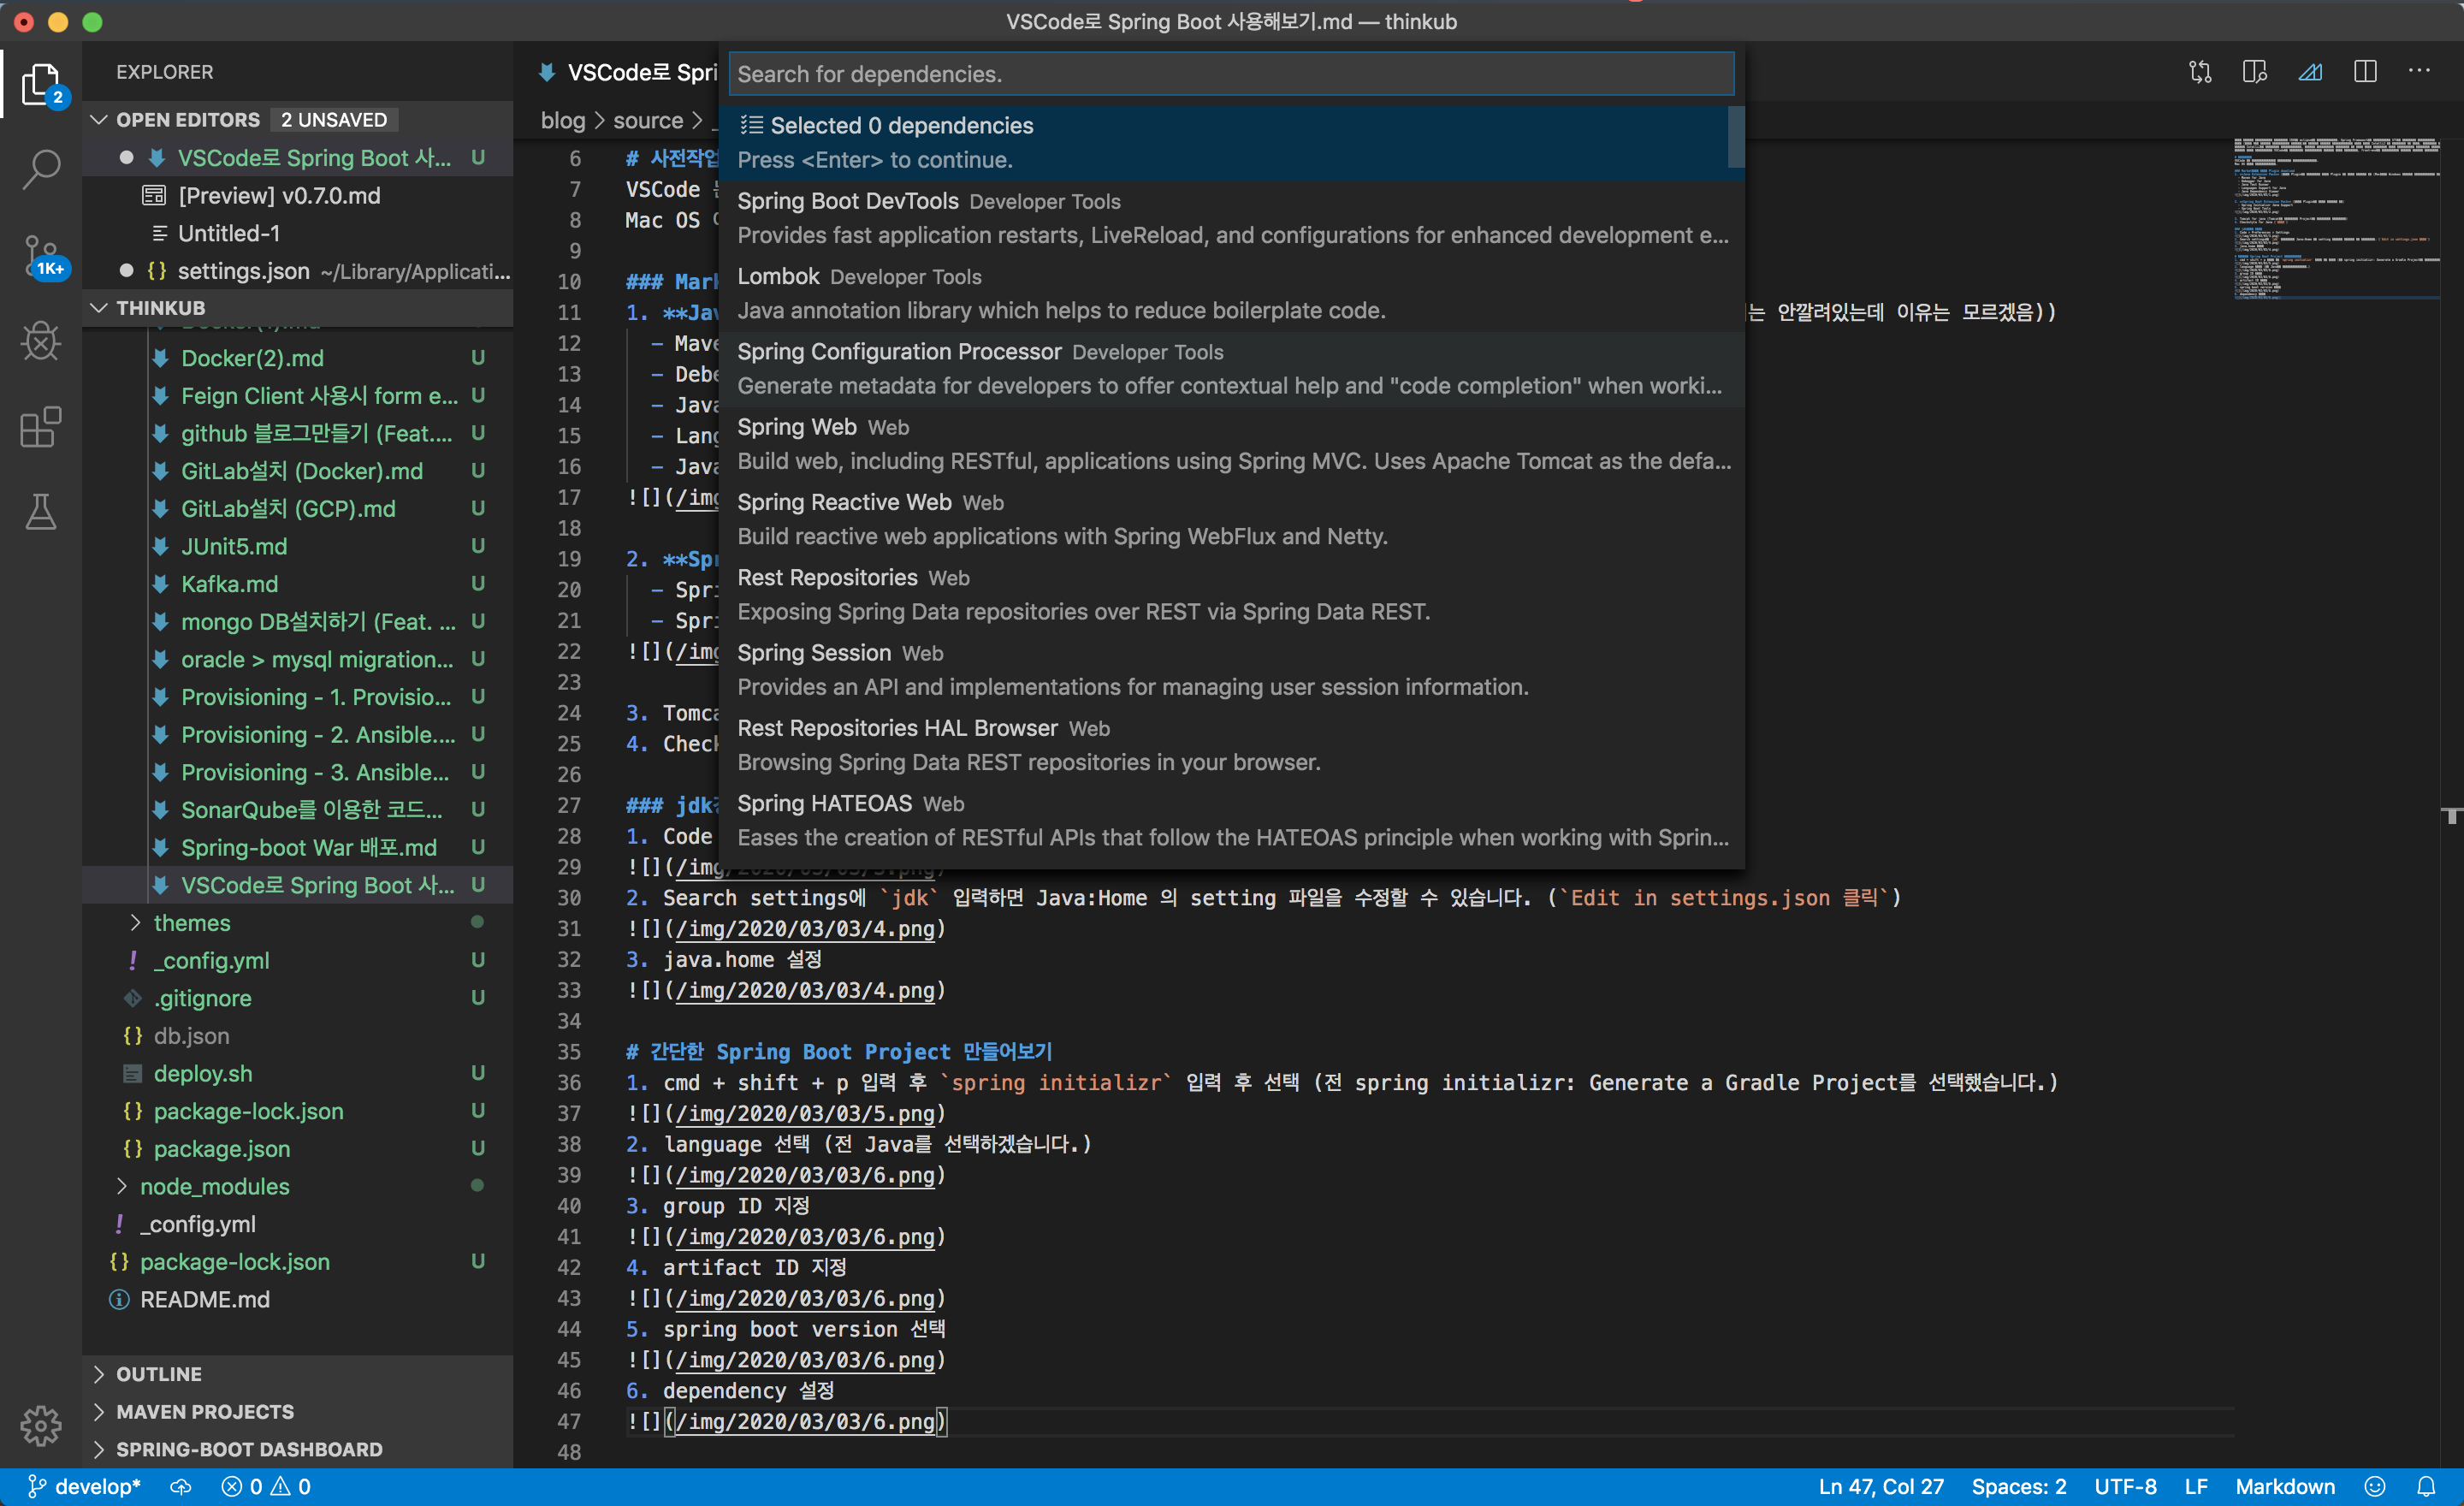 VSCode로 Spring Boot 사용해보기.md — thinkub
2
1K+
EXPLORER
OPEN EDITORS 2 UNSAVED
VSCode로 Spring Boot 사... U
[Preview] v0.7.0.md
Untitled-1
{} settings.json ~/Library/Applicati...
THINKUB
Docker(2).md U
Feign Client 사용시 form e... U
github 블로그만들기 (Feat.... U
GitLab설치 (Docker).md U
GitLab설치 (GCP).md U
JUnit5.md U
Kafka.md U
mongo DB설치하기 (Feat. ... U
oracle > mysql migration... U
Provisioning - 1. Provisio... U
Provisioning - 2. Ansible.... U
Provisioning - 3. Ansible... U
SonarQube를 이용한 코드... U
Spring-boot War 배포.md U
VSCode로 Spring Boot 사... U
themes
! _config.yml U
.gitignore U
{} db.json
deploy.sh U
{} package-lock.json U
{} package.json U
node_modules
! _config.yml
{} package-lock.json U
README.md
OUTLINE
MAVEN PROJECTS
SPRING-BOOT DASHBOARD
VSCode로 Spri
blog > source > _
Search for dependencies.
Selected 0 dependencies
Press <Enter> to continue.
Spring Boot DevTools Developer Tools
Provides fast application restarts, LiveReload, and configurations for enhanced development e...
Lombok Developer Tools
Java annotation library which helps to reduce boilerplate code.
Spring Configuration Processor Developer Tools
Generate metadata for developers to offer contextual help and "code completion" when worki...
Spring Web Web
Build web, including RESTful, applications using Spring MVC. Uses Apache Tomcat as the defa...
Spring Reactive Web Web
Build reactive web applications with Spring WebFlux and Netty.
Rest Repositories Web
Exposing Spring Data repositories over REST via Spring Data REST.
Spring Session Web
Provides an API and implementations for managing user session information.
Rest Repositories HAL Browser Web
Browsing Spring Data REST repositories in your browser.
Spring HATEOAS Web
Eases the creation of RESTful APIs that follow the HATEOAS principle when working with Sprin...
6 # 사전작업
7 VSCode
8 Mac OS
9
10 ### Mark
11 1. **Jav 는 안깔려있는데 이유는 모르겠음))
12 - Mave
13 - Debe
14 - Java
15 - Lang
16 - Java
17 ![](/img
18
19 2. **Spr
20 - Spri
21 - Spri
22 ![](/img
23
24 3. Tomca
25 4. Check
26
27 ### jdk
28 1. Code
29 ![](/img
30 2. Search settings에 `jdk` 입력하면 Java:Home 의 setting 파일을 수정할 수 있습니다. (`Edit in settings.json 클릭`)
31 ![](/img/2020/03/03/4.png)
32 3. java.home 설정
33 ![](/img/2020/03/03/4.png)
34
35 # 간단한 Spring Boot Project 만들어보기
36 1. cmd + shift + p 입력 후 `spring initializr` 입력 후 선택 (전 spring initializr: Generate a Gradle Project를 선택했습니다.)
37 ![](/img/2020/03/03/5.png)
38 2. language 선택 (전 Java를 선택하겠습니다.)
39 ![](/img/2020/03/03/6.png)
40 3. group ID 지정
41 ![](/img/2020/03/03/6.png)
42 4. artifact ID 지정
43 ![](/img/2020/03/03/6.png)
44 5. spring boot version 선택
45 ![](/img/2020/03/03/6.png)
46 6. dependency 설정
47 ![](/img/2020/03/03/6.png)
48
develop* 0 0
Ln 47, Col 27 Spaces: 2 UTF-8 LF Markdown